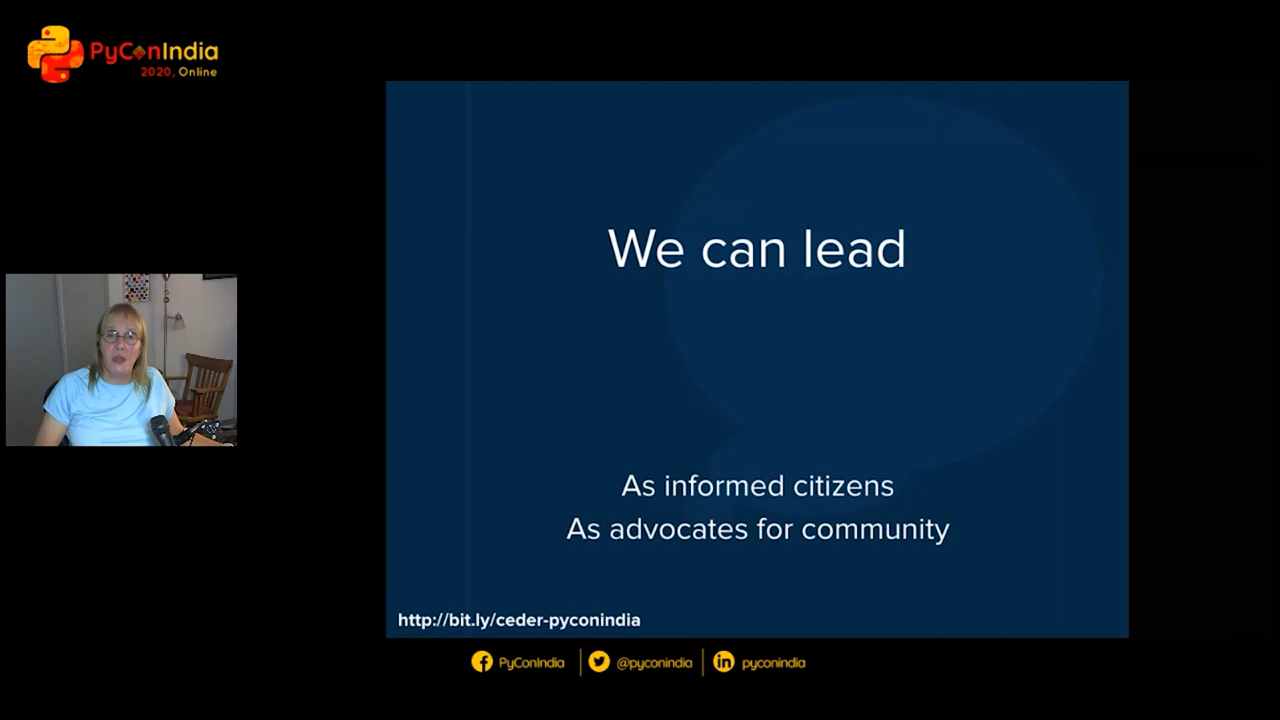 PyConIndia
2020, Online
We can lead
As informed citizens
As advocates for community
http://bit.ly/ceder-pyconindia
PyConIndia
@pyconindia
pyconindia